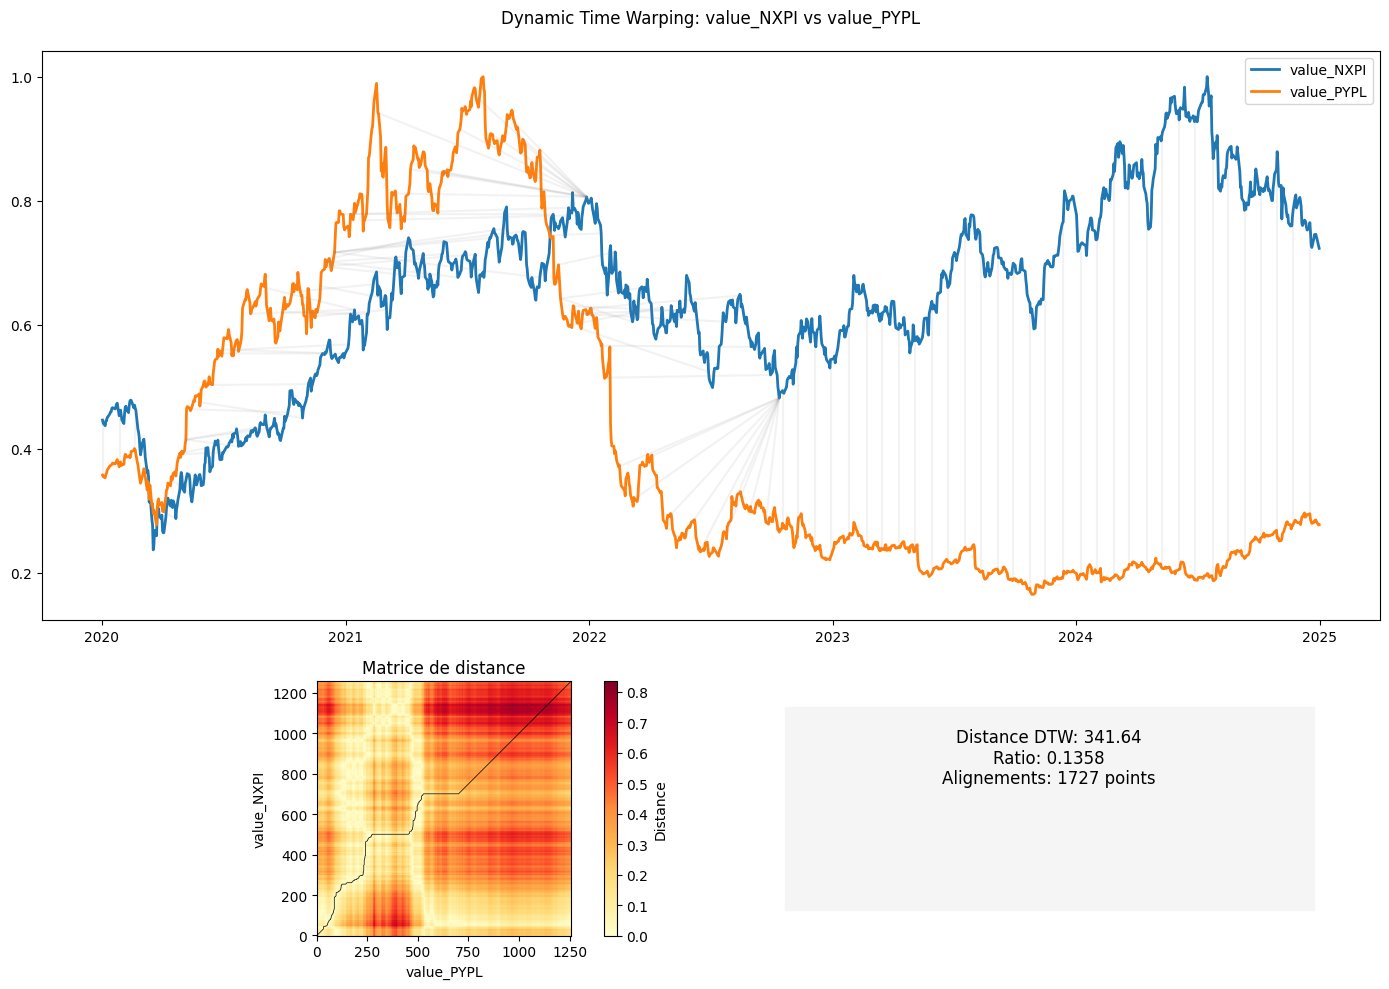 Dynamic Time Warping: value_NXPI vs value_PYPL
value_NXPI
value_PYPL
1.0
0.8
0.6
0.4
0.2
2020 2021 2022 2023 2024 2025
Matrice de distance
value_NXPI
1200
1000
800
600
400
200
0
0 250 500 750 1000 1250
value_PYPL
0.8
0.7
0.6
0.5
0.4
0.3
0.2
0.1
0.0
Distance
Distance DTW: 341.64
Ratio: 0.1358
Alignements: 1727 points